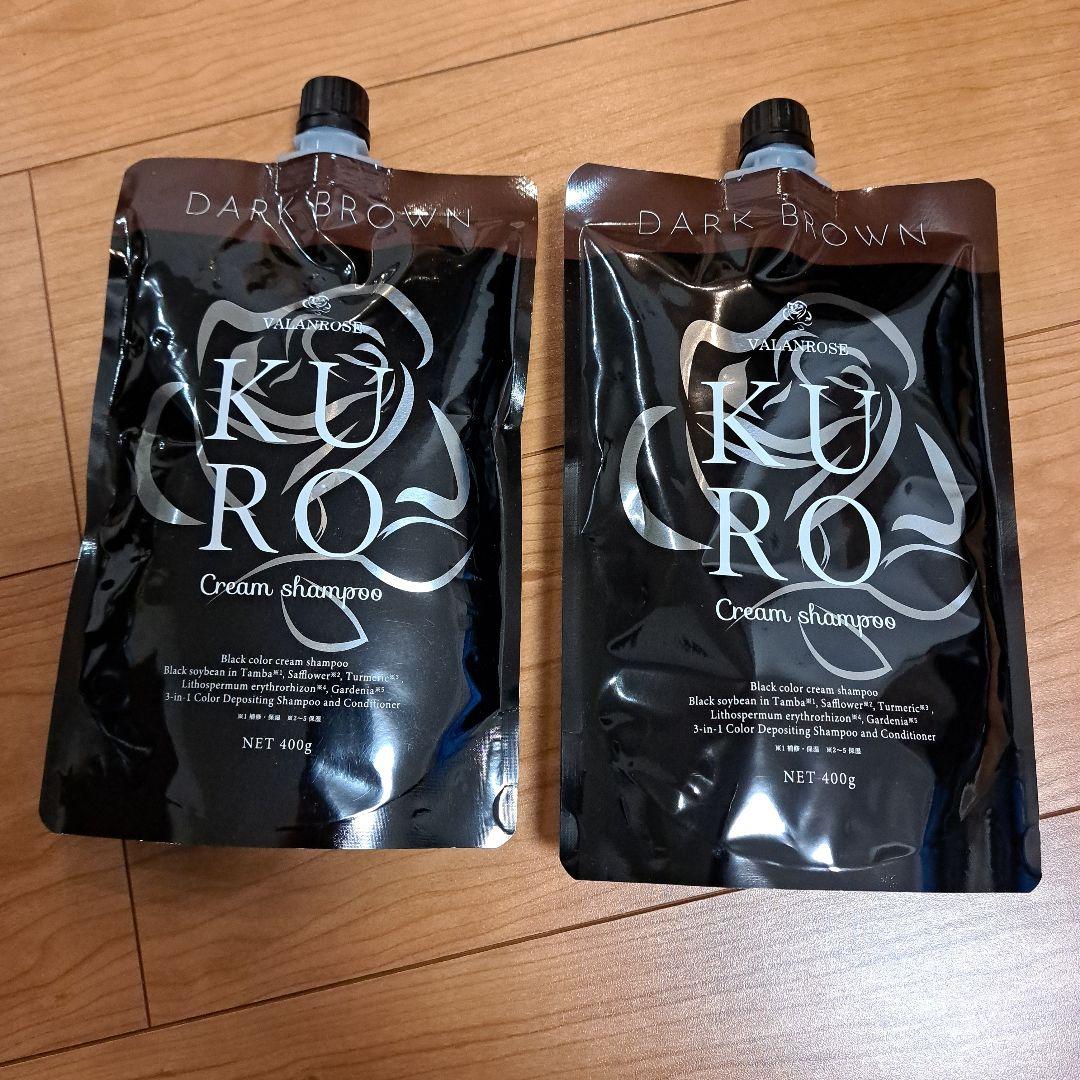 DARK BROWN
VALANROSE
KU
RO
Cream shampoo
Black color cream shampoo
Black soybean in Tamba※1, Safflower※2, Turmeric※3,
Lithospermum erythrorhizon※4, Gardenia※5
3-in-1 Color Depositing Shampoo and Conditioner
※1 補修・保湿 ※2～5 保湿
NET 400g
DARK BROWN
VALANROSE
KU
RO
Cream shampoo
Black color cream shampoo
Black soybean in Tamba※1, Safflower※2, Turmeric※3,
Lithospermum erythrorhizon※4, Gardenia※5
3-in-1 Color Depositing Shampoo and Conditioner
※1 補修・保湿 ※2～5 保湿
NET 400g